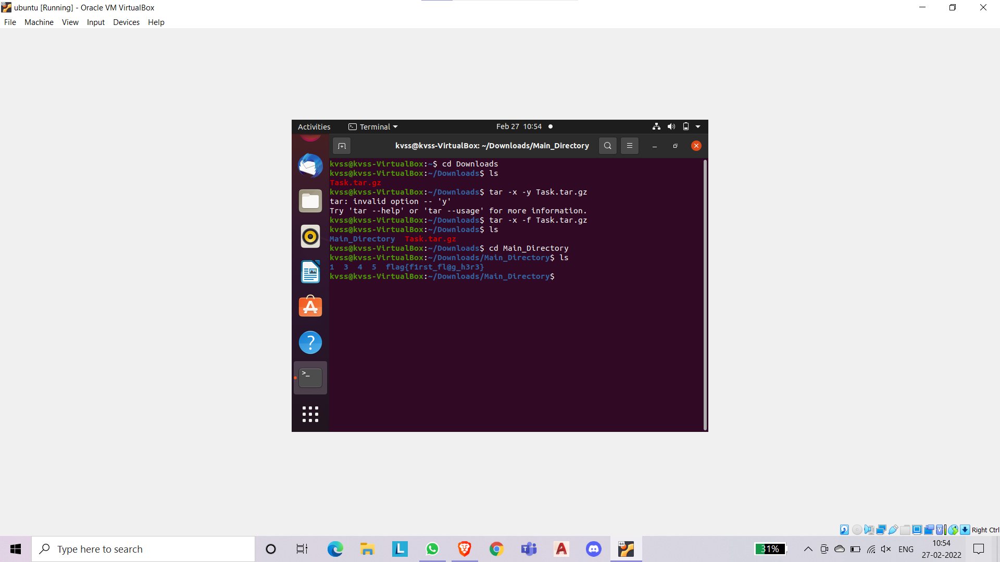 ubuntu [Running] - Oracle VM VirtualBox
File Machine View Input Devices Help
Activities Terminal Feb 27 10:54
kvss@kvss-VirtualBox: ~/Downloads/Main_Directory
kvss@kvss-VirtualBox:~$ cd Downloads
kvss@kvss-VirtualBox:~/Downloads$ ls
Task.tar.gz
kvss@kvss-VirtualBox:~/Downloads$ tar -x -y Task.tar.gz
tar: invalid option -- 'y'
Try 'tar --help' or 'tar --usage' for more information.
kvss@kvss-VirtualBox:~/Downloads$ tar -x -f Task.tar.gz
kvss@kvss-VirtualBox:~/Downloads$ ls
Main_Directory Task.tar.gz
kvss@kvss-VirtualBox:~/Downloads$ cd Main_Directory
kvss@kvss-VirtualBox:~/Downloads/Main_Directory$ ls
1 3 4 5 flag{f1rst_fl@g_h3r3}
kvss@kvss-VirtualBox:~/Downloads/Main_Directory$
Right Ctrl
Type here to search
31%
ENG
10:54
27-02-2022